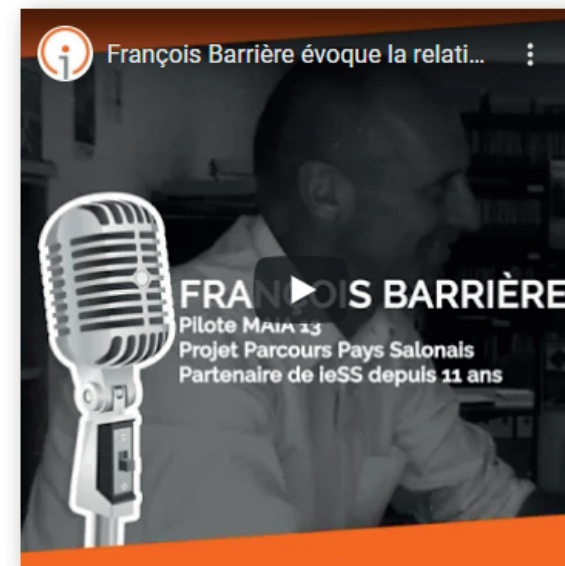 François Barrière évoque la relati...
FRANÇOIS BARRIÈRE
Pilote MAIA 13
Projet Parcours Pays Salonais
Partenaire de ieSS depuis 11 ans